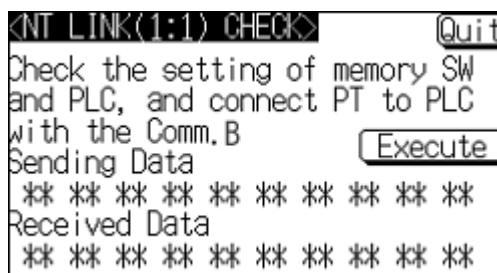 <NT LINK(1:1) CHECK>
Quit
Check the setting of memory SW
and PLC, and connect PT to PLC
with the Comm.B
Execute
Sending Data
** ** ** ** ** ** ** ** ** **
Received Data
** ** ** ** ** ** ** ** ** **